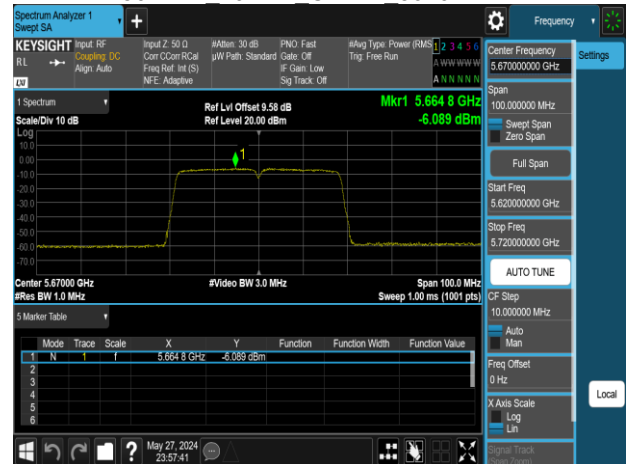 Spectrum Analyzer 1
Swept SA
Frequency
KEYSIGHT
RL
LXI
Input: RF
Coupling: DC
Align: Auto
Input Z: 50 Ω
Corr CCorr RCal
Freq Ref: Int (S)
NFE: Adaptive
#Atten: 30 dB
µW Path: Standard
PNO: Fast
Gate: Off
IF Gain: Low
Sig Track: Off
#Avg Type: Power (RMS)
Trig: Free Run
1 2 3 4 5 6
A W W W W W
A N N N N N
Center Frequency
5.670000000 GHz
Settings
Span
100.000000 MHz
Swept Span
Zero Span
Full Span
Start Freq
5.620000000 GHz
Stop Freq
5.720000000 GHz
AUTO TUNE
CF Step
10.000000 MHz
Auto
Man
Freq Offset
0 Hz
X Axis Scale
Log
Lin
Signal Track
(Span Zoom)
Local
1 Spectrum
Scale/Div 10 dB
Log
Ref Lvl Offset 9.58 dB
Ref Level 20.00 dBm
Mkr1 5.664 8 GHz
-6.089 dBm
10.0
0.00
-10.0
-20.0
-30.0
-40.0
-50.0
-60.0
-70.0
1
Center 5.67000 GHz
#Res BW 1.0 MHz
#Video BW 3.0 MHz
Span 100.0 MHz
Sweep 1.00 ms (1001 pts)
5 Marker Table
Mode Trace Scale X Y Function Function Width Function Value
1 N 1 f 5.664 8 GHz -6.089 dBm
2
3
4
5
6
?
May 27, 2024
23:57:41